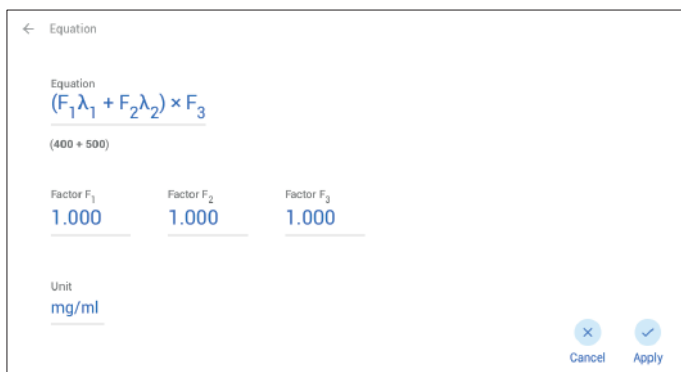 ← Equation
Equation
(F₁λ₁ + F₂λ₂) × F₃
(400 + 500)
Factor F₁ Factor F₂ Factor F₃
1.000 1.000 1.000
Unit
mg/ml
Cancel Apply